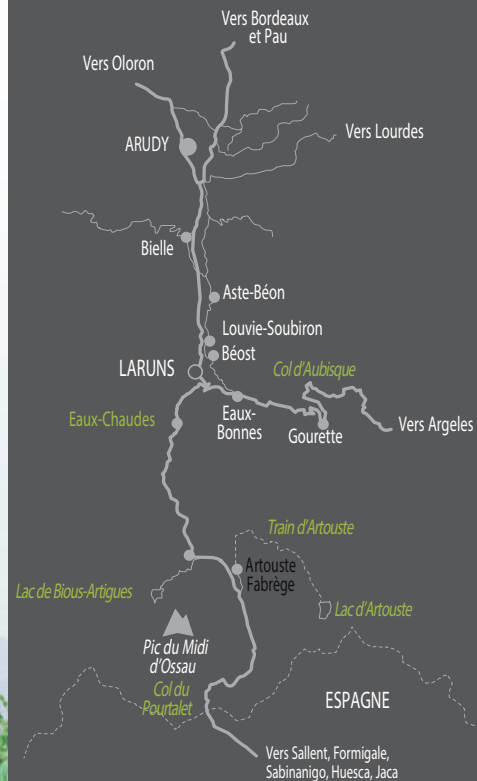 Vers Bordeaux
et Pau
Vers Oloron
Vers Lourdes
ARUDY
Bielle
Aste-Béon
Louvie-Soubiron
Béost
LARUNS
Col d'Aubisque
Eaux-Chaudes
Eaux-
Bonnes
Gourette
Vers Argeles
Train d'Artouste
Artouste
Fabrège
Lac de Bious-Artigues
Lac d'Artouste
Pic du Midi
d'Ossau
Col du
Pourtalet
ESPAGNE
Vers Sallent, Formigale,
Sabinanigo, Huesca, Jaca